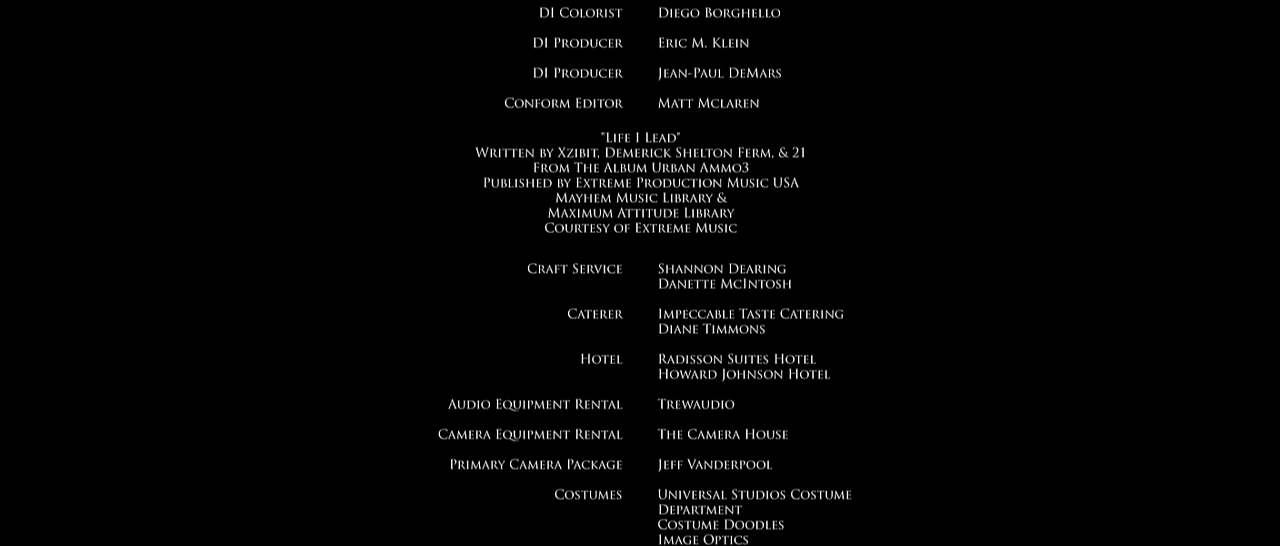 DI Colorist Diego Borghello
DI Producer Eric M. Klein
DI Producer Jean-Paul DeMars
Conform Editor Matt Mclaren
"Life I Lead"
Written by Xzibit, Demerick Shelton Ferm, & 21
From The Album Urban Ammo3
Published by Extreme Production Music USA
Mayhem Music Library &
Maximum Attitude Library
Courtesy of Extreme Music
Craft Service Shannon Dearing
Danette McIntosh
Caterer Impeccable Taste Catering
Diane Timmons
Hotel Radisson Suites Hotel
Howard Johnson Hotel
Audio Equipment Rental Trewaudio
Camera Equipment Rental The Camera House
Primary Camera Package Jeff Vanderpool
Costumes Universal Studios Costume
Department
Costume Doodles
Image Optics